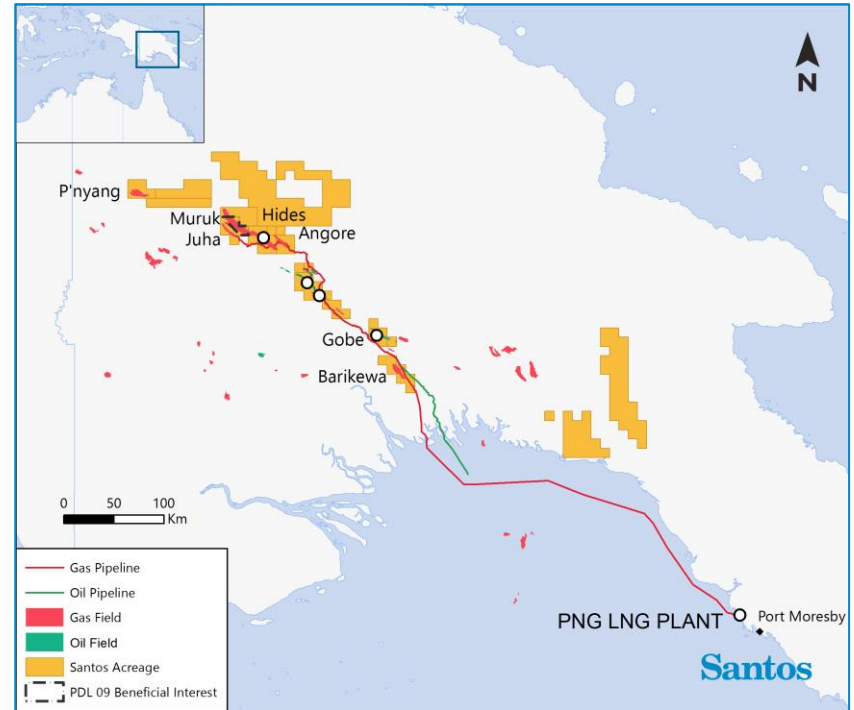 N
P'nyang
Muruk
Hides
Juha
Angore
Gobe
Barikewa
0 50 100
Km
Gas Pipeline
Oil Pipeline
Gas Field
Oil Field
Santos Acreage
PDL 09 Beneficial Interest
PNG LNG PLANT
Port Moresby
Santos